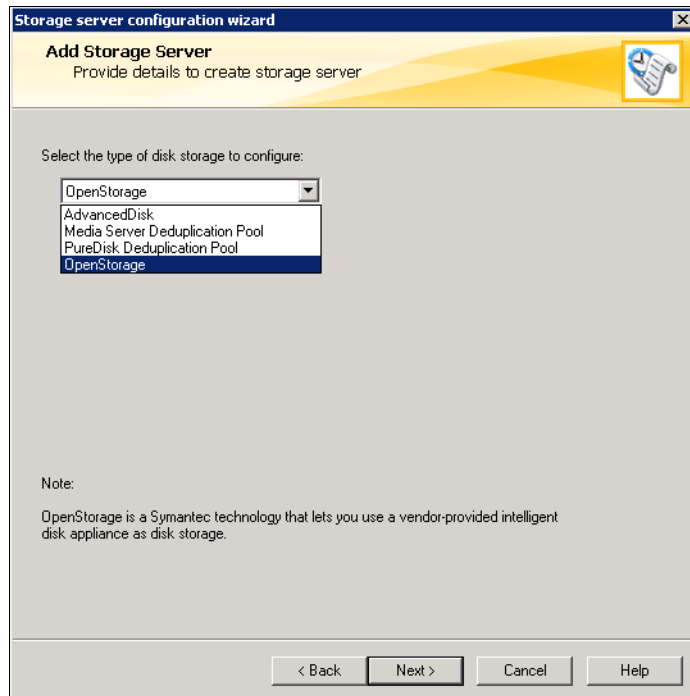 Storage server configuration wizard
Add Storage Server
Provide details to create storage server
Select the type of disk storage to configure:
OpenStorage
AdvancedDisk
Media Server Deduplication Pool
PureDisk Deduplication Pool
OpenStorage
Note:
OpenStorage is a Symantec technology that lets you use a vendor-provided intelligent
disk appliance as disk storage.
< Back Next > Cancel Help